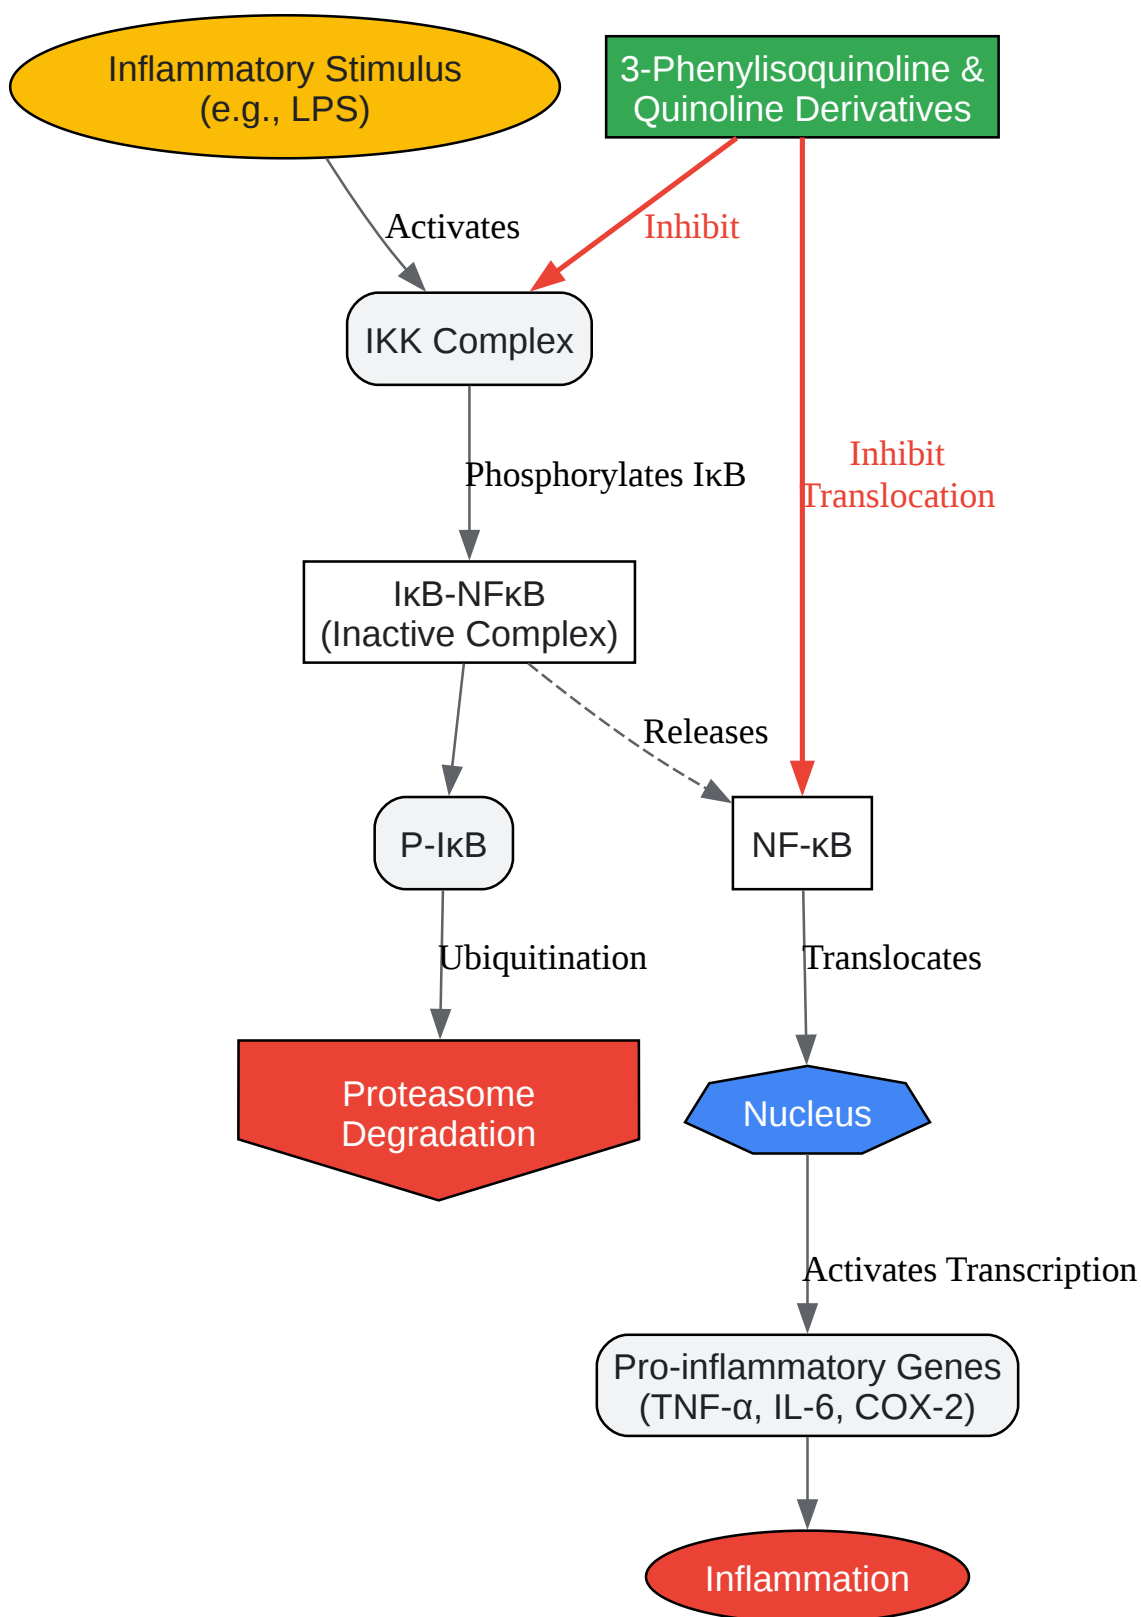 Inflammatory Stimulus
(e.g., LPS)
3-Phenylisoquinoline &
Quinoline Derivatives
Activates
Inhibit
IKK Complex
Inhibit
Translocation
Phosphorylates IκB
IκB-NFκB
(Inactive Complex)
Releases
P-IκB
NF-κB
Ubiquitination
Translocates
Proteasome
Degradation
Nucleus
Activates Transcription
Pro-inflammatory Genes
(TNF-α, IL-6, COX-2)
Inflammation